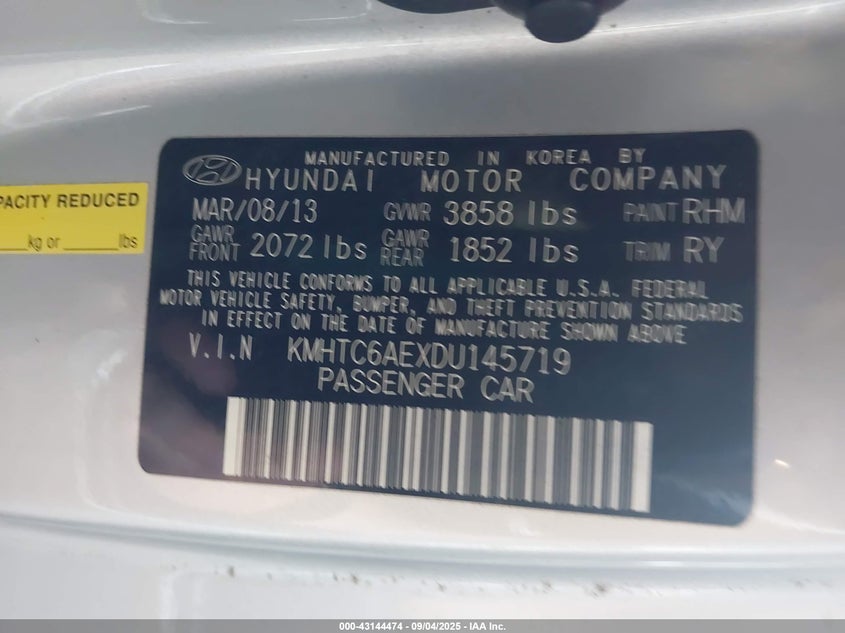 MANUFACTURED IN KOREA BY
HYUNDAI MOTOR COMPANY
MAR/08/13 GVWR 3858 lbs PAINT RHM
GAWR FRONT 2072 lbs GAWR REAR 1852 lbs TRIM RY
THIS VEHICLE CONFORMS TO ALL APPLICABLE U.S.A. FEDERAL
MOTOR VEHICLE SAFETY, BUMPER, AND THEFT PREVENTION STANDARDS
IN EFFECT ON THE DATE OF MANUFACTURE SHOWN ABOVE
V.I.N KMHTC6AEXDU145719
PASSENGER CAR
PACITY REDUCED
kg or lbs
000-43144474 - 09/04/2025 - IAA Inc.